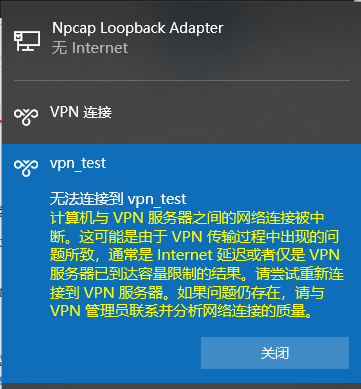 Npcap Loopback Adapter
无 Internet
VPN 连接
vpn_test
无法连接到 vpn_test
计算机与 VPN 服务器之间的网络连接被中
断。这可能是由于 VPN 传输过程中出现的问
题所致，通常是 Internet 延迟或者仅是 VPN
服务器已到达容量限制的结果。请尝试重新连
接到 VPN 服务器。如果问题仍存在，请与
VPN 管理员联系并分析网络连接的质量。
关闭